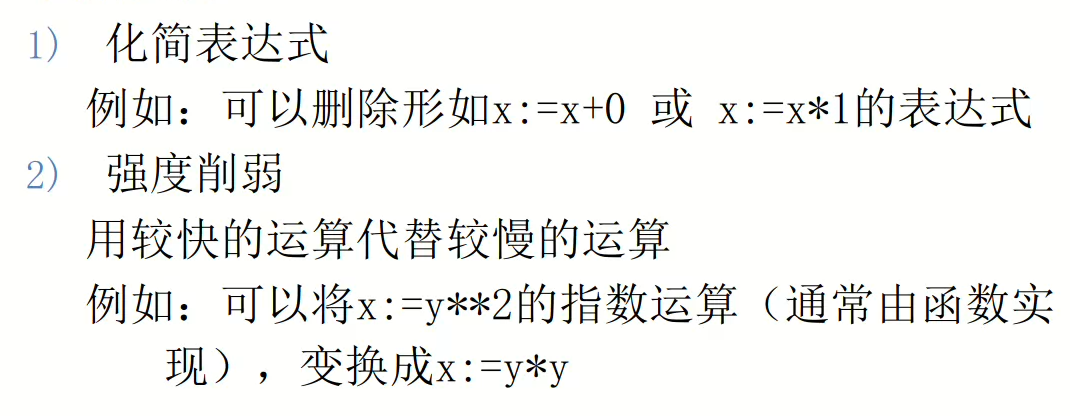 1) 化简表达式
例如：可以删除形如x:=x+0 或 x:=x*1的表达式
2) 强度削弱
用较快的运算代替较慢的运算
例如：可以将x:=y**2的指数运算（通常由函数实
现），变换成x:=y*y